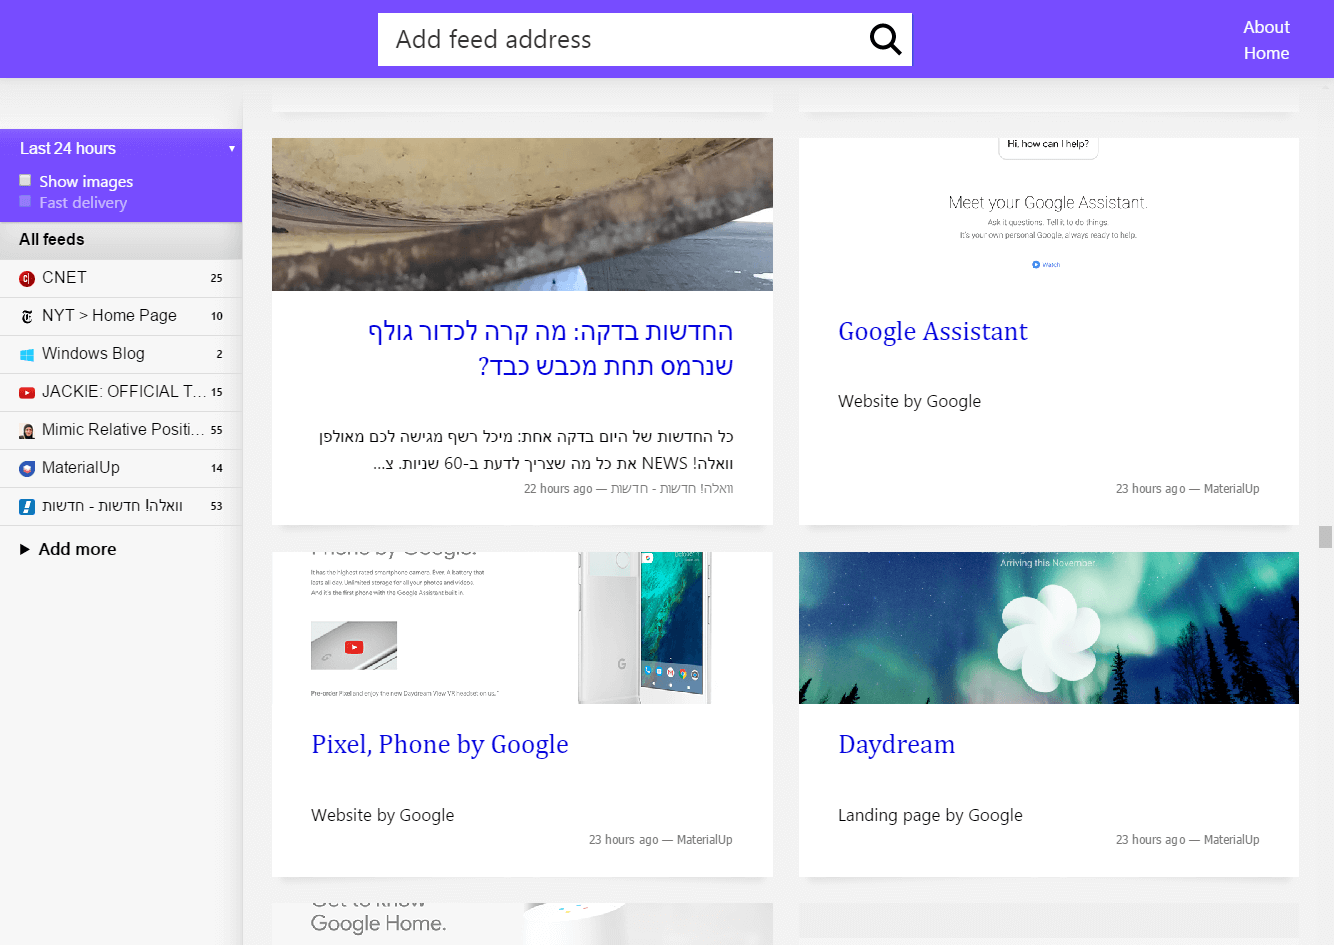 Add feed address
About
Home
Last 24 hours
Show images
Fast delivery
All feeds
CNET 25
NYT > Home Page 10
Windows Blog 2
JACKIE: OFFICIAL T... 15
Mimic Relative Positi... 55
MaterialUp 14
וואלה! חדשות - חדשות 53
Add more
החדשות בדקה: מה קרה לכדור גולף
שנרמס תחת מכבש כבד?
כל החדשות של היום בדקה אחת: מיכל רשף מגישה לכם מאולפן
וואלה! NEWS את כל מה שצריך לדעת ב-60 שניות. צ...
22 hours ago — וואלה! חדשות - חדשות
Hi, how can I help?
Meet your Google Assistant.
Ask it questions. Tell it to do things.
It's your own personal Google, always ready to help.
Watch
Google Assistant
Website by Google
23 hours ago — MaterialUp
Phone by Google.
It has the highest rated smartphone camera. Ever. A battery that
lasts all day. Unlimited storage for all your photos and videos.
And it's the first phone with the Google Assistant built in.
Pre-order Pixel and enjoy the new Daydream View VR headset on us.*
Pixel, Phone by Google
Website by Google
23 hours ago — MaterialUp
Arriving this November
Daydream
Landing page by Google
23 hours ago — MaterialUp
Get to know
Google Home.